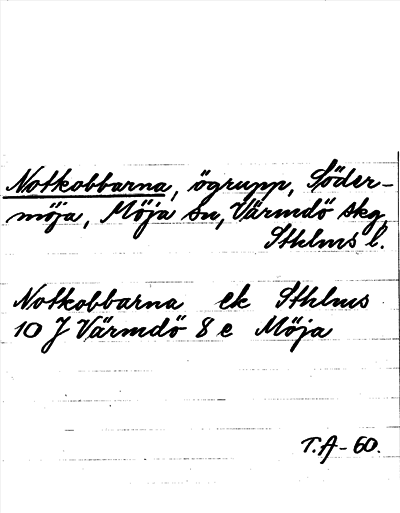 Notkobbarna, ögrupp, Söder-
möja, Möja sn, Värmdö skg,
Sthlms l.
Notkobbarna ek Sthlms
10 J Värmdö 8 e Möja
T.A-60.